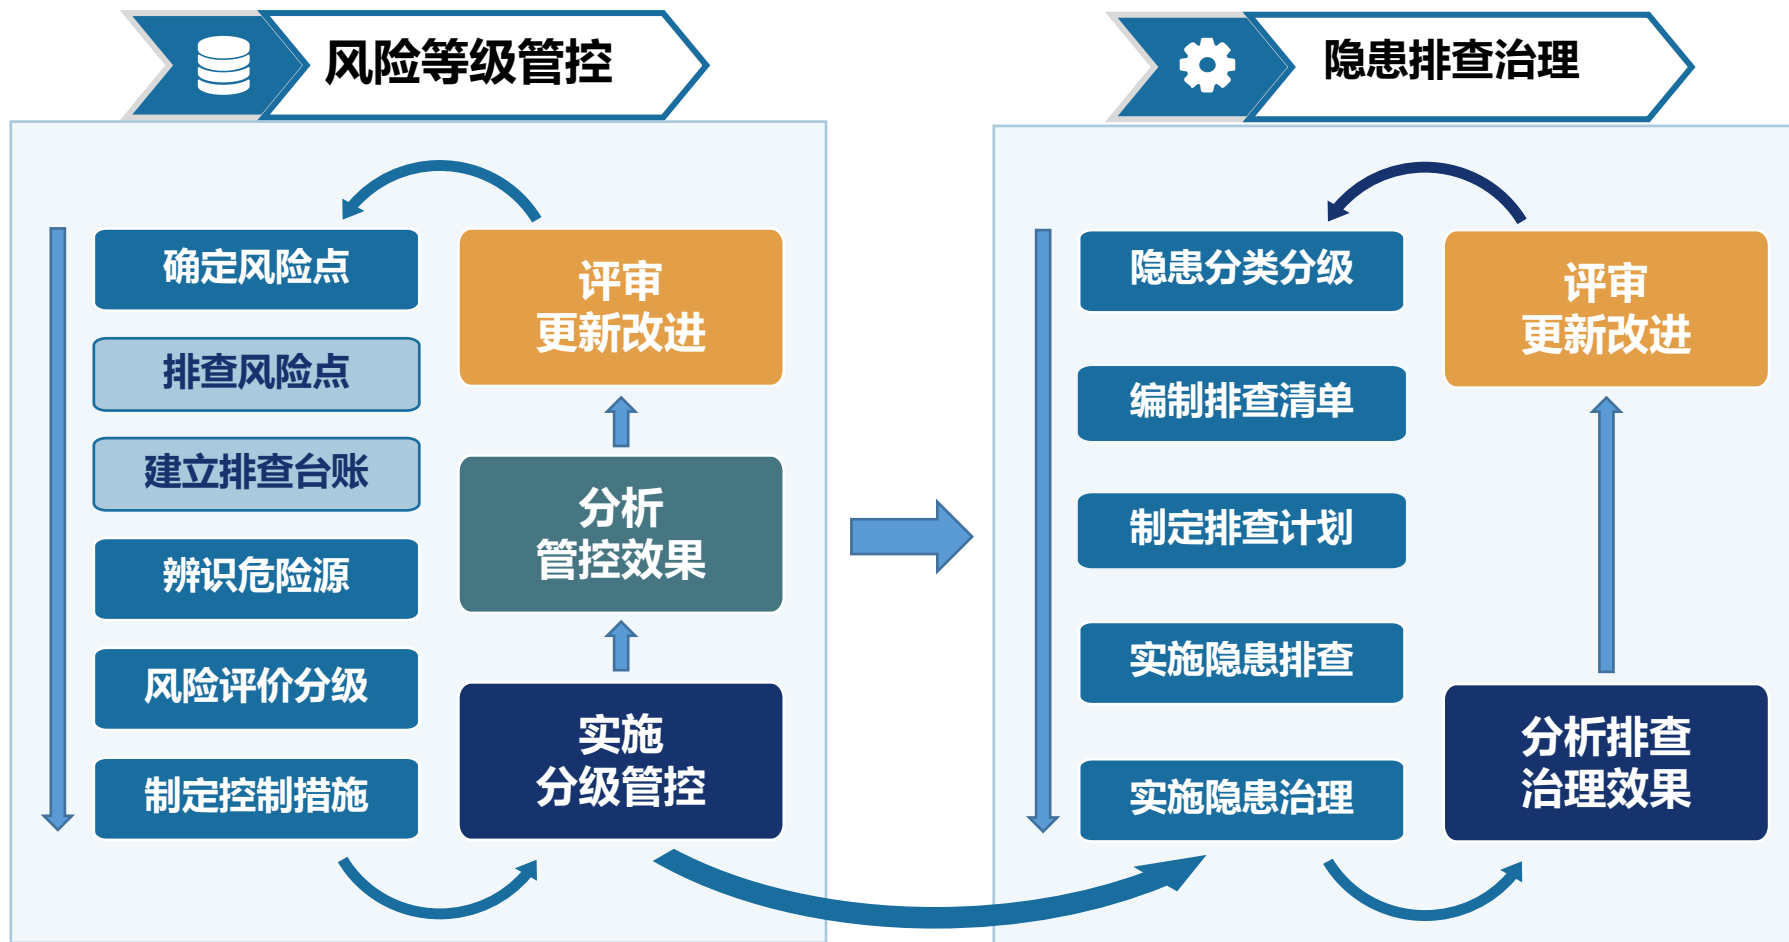 风险等级管控
确定风险点
排查风险点
建立排查台账
辨识危险源
风险评价分级
制定控制措施
评审
更新改进
分析
管控效果
实施
分级管控
隐患排查治理
隐患分类分级
编制排查清单
制定排查计划
实施隐患排查
实施隐患治理
评审
更新改进
分析排查
治理效果